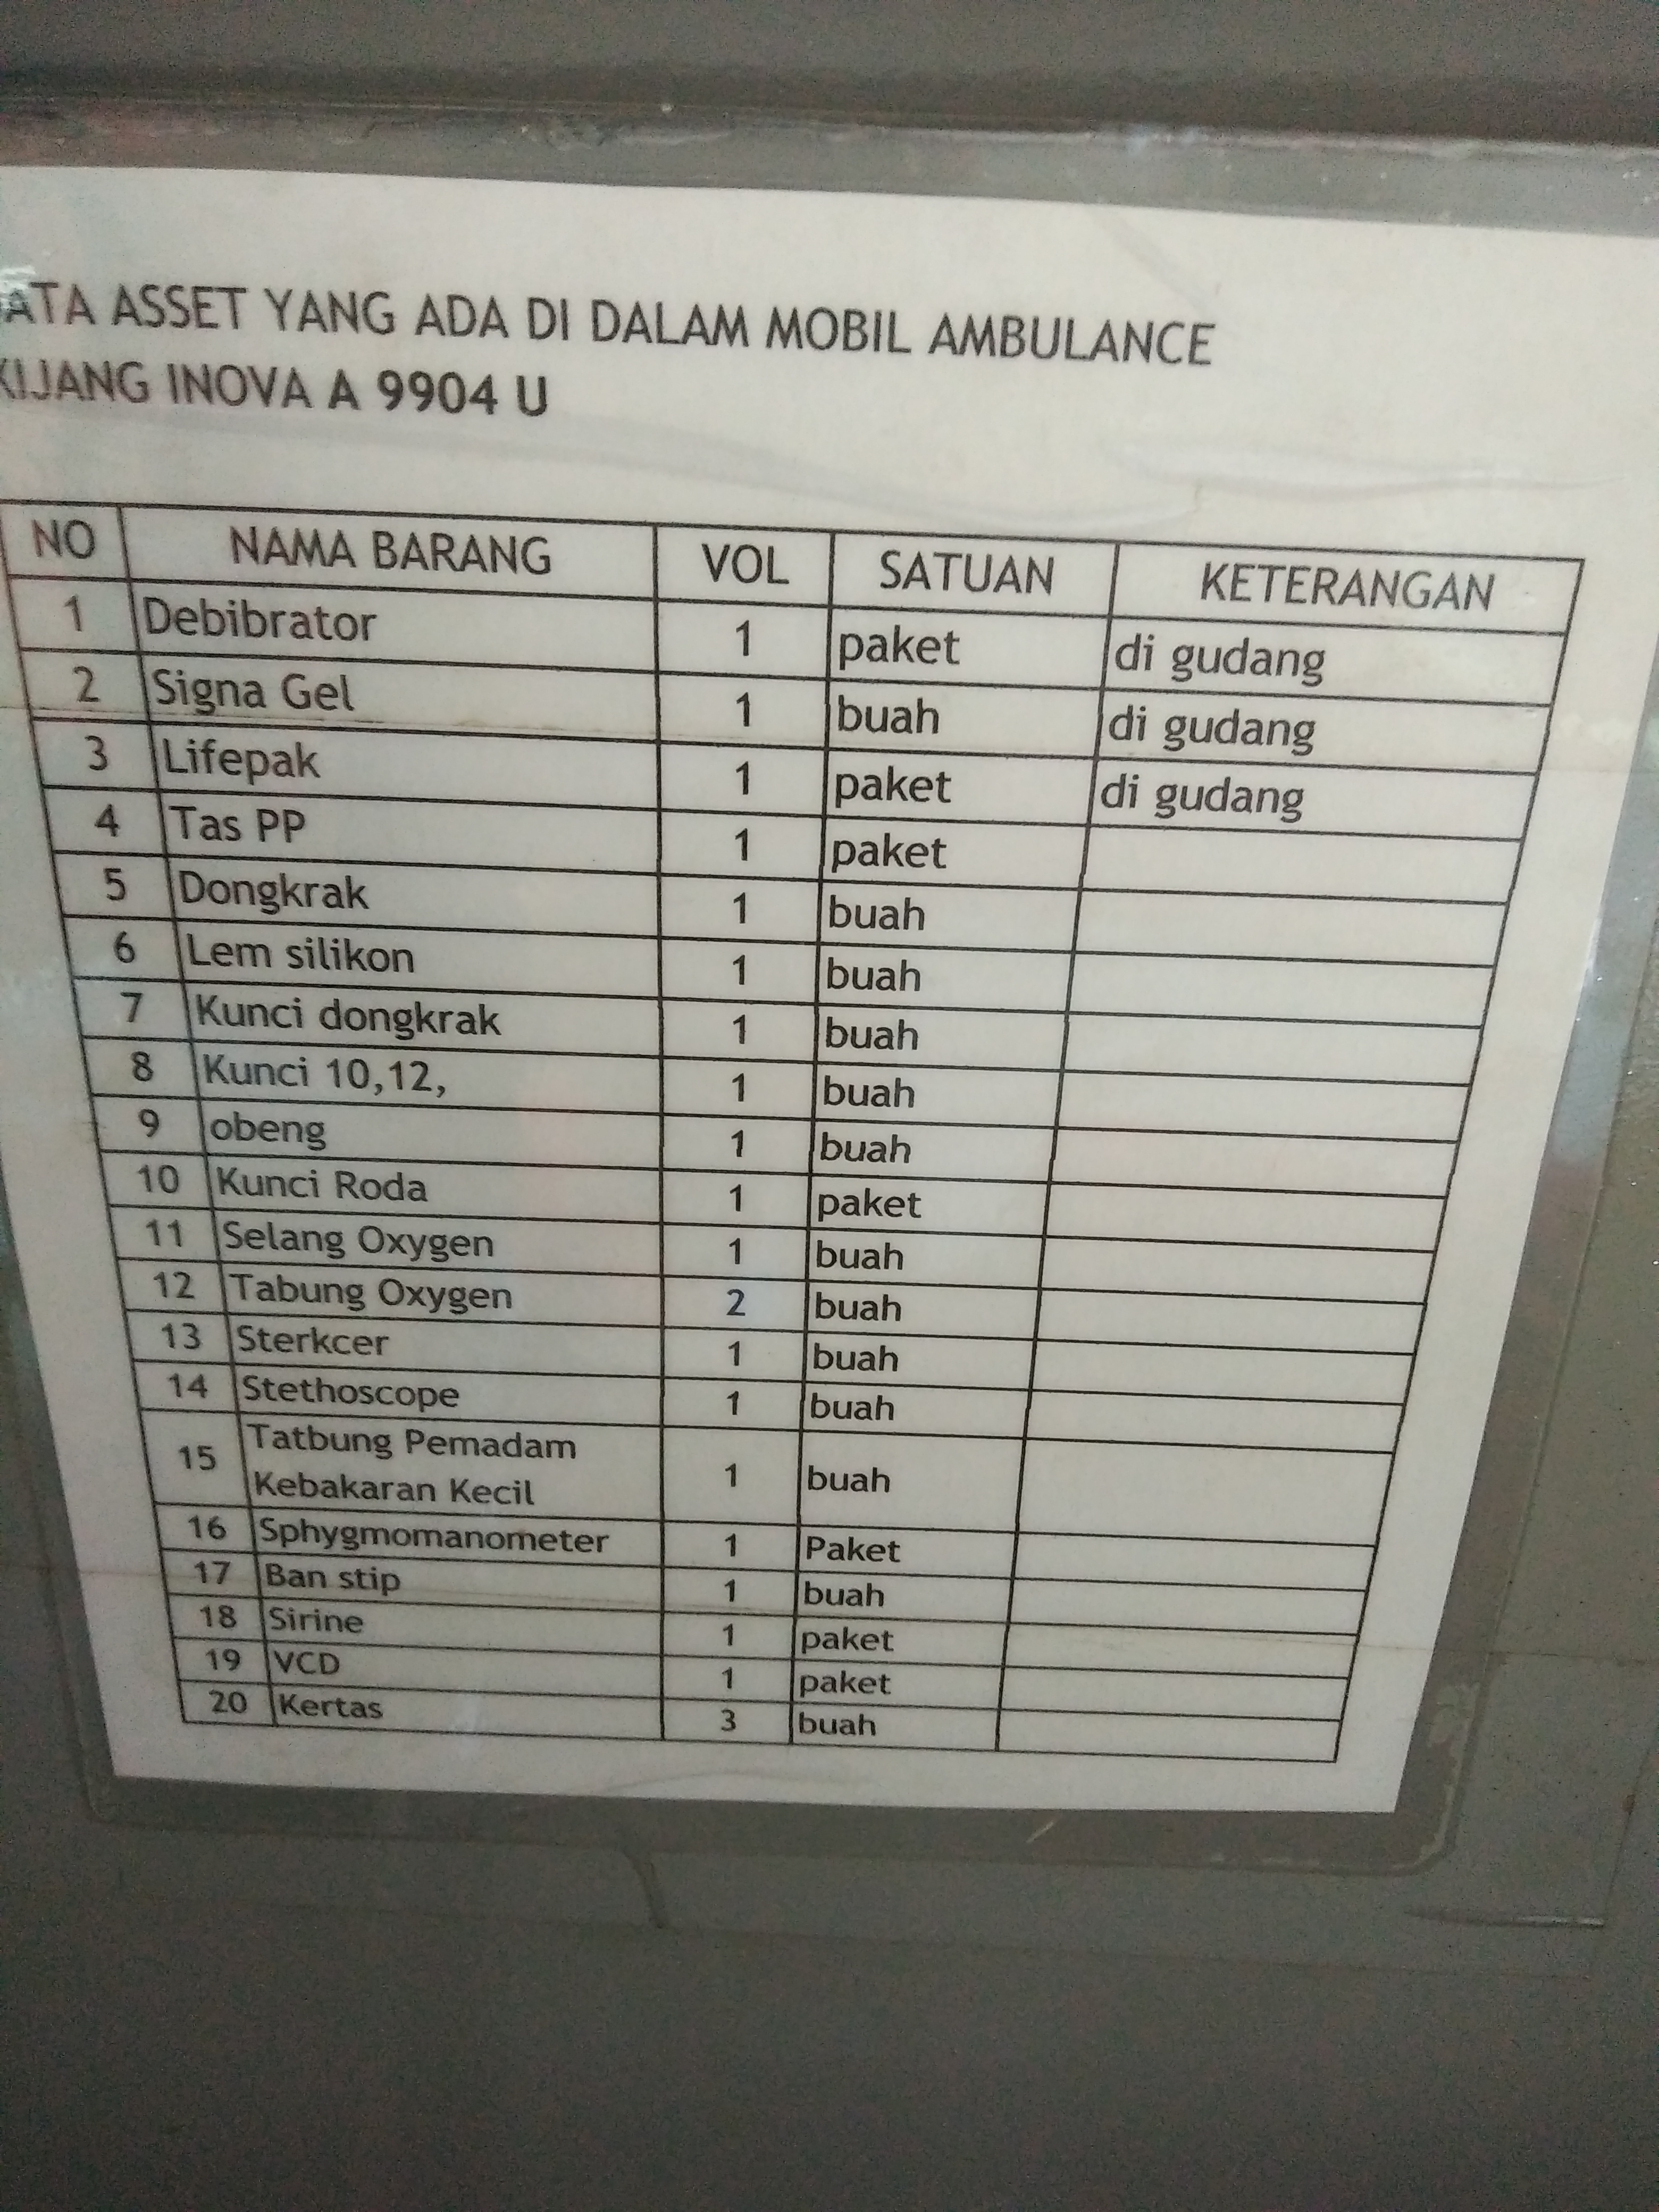 DATA ASSET YANG ADA DI DALAM MOBIL AMBULANCE
KIJANG INOVA A 9904 U
NO NAMA BARANG VOL SATUAN KETERANGAN
1 Debibrator 1 paket di gudang
2 Signa Gel 1 buah di gudang
3 Lifepak 1 paket di gudang
4 Tas PP 1 paket
5 Dongkrak 1 buah
6 Lem silikon 1 buah
7 Kunci dongkrak 1 buah
8 Kunci 10,12, 1 buah
9 obeng 1 buah
10 Kunci Roda 1 paket
11 Selang Oxygen 1 buah
12 Tabung Oxygen 2 buah
13 Sterkcer 1 buah
14 Stethoscope 1 buah
15 Tatbung Pemadam
Kebakaran Kecil 1 buah
16 Sphygmomanometer 1 Paket
17 Ban stip 1 buah
18 Sirine 1 paket
19 VCD 1 paket
20 Kertas 3 buah